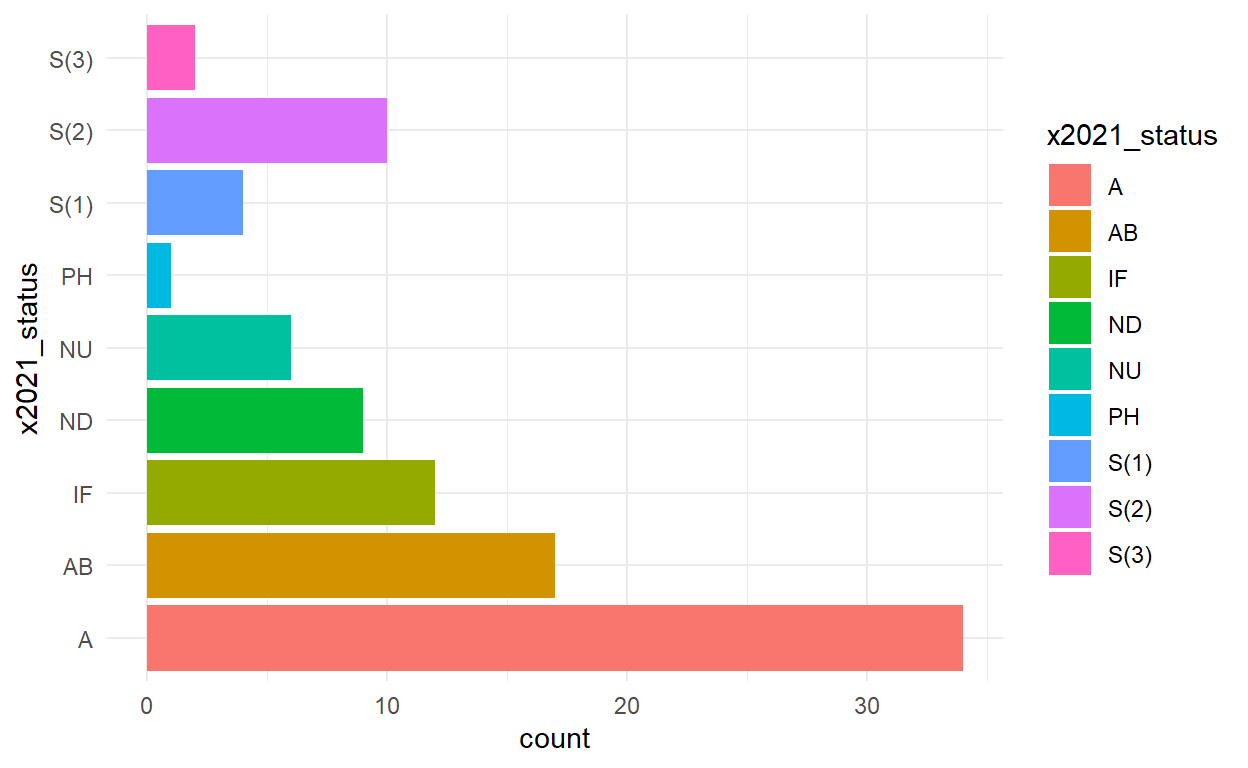 S(3)
S(2)
S(1)
PH
NU
ND
IF
AB
A
x2021_status
0 10 20 30
count
x2021_status
A
AB
IF
ND
NU
PH
S(1)
S(2)
S(3)